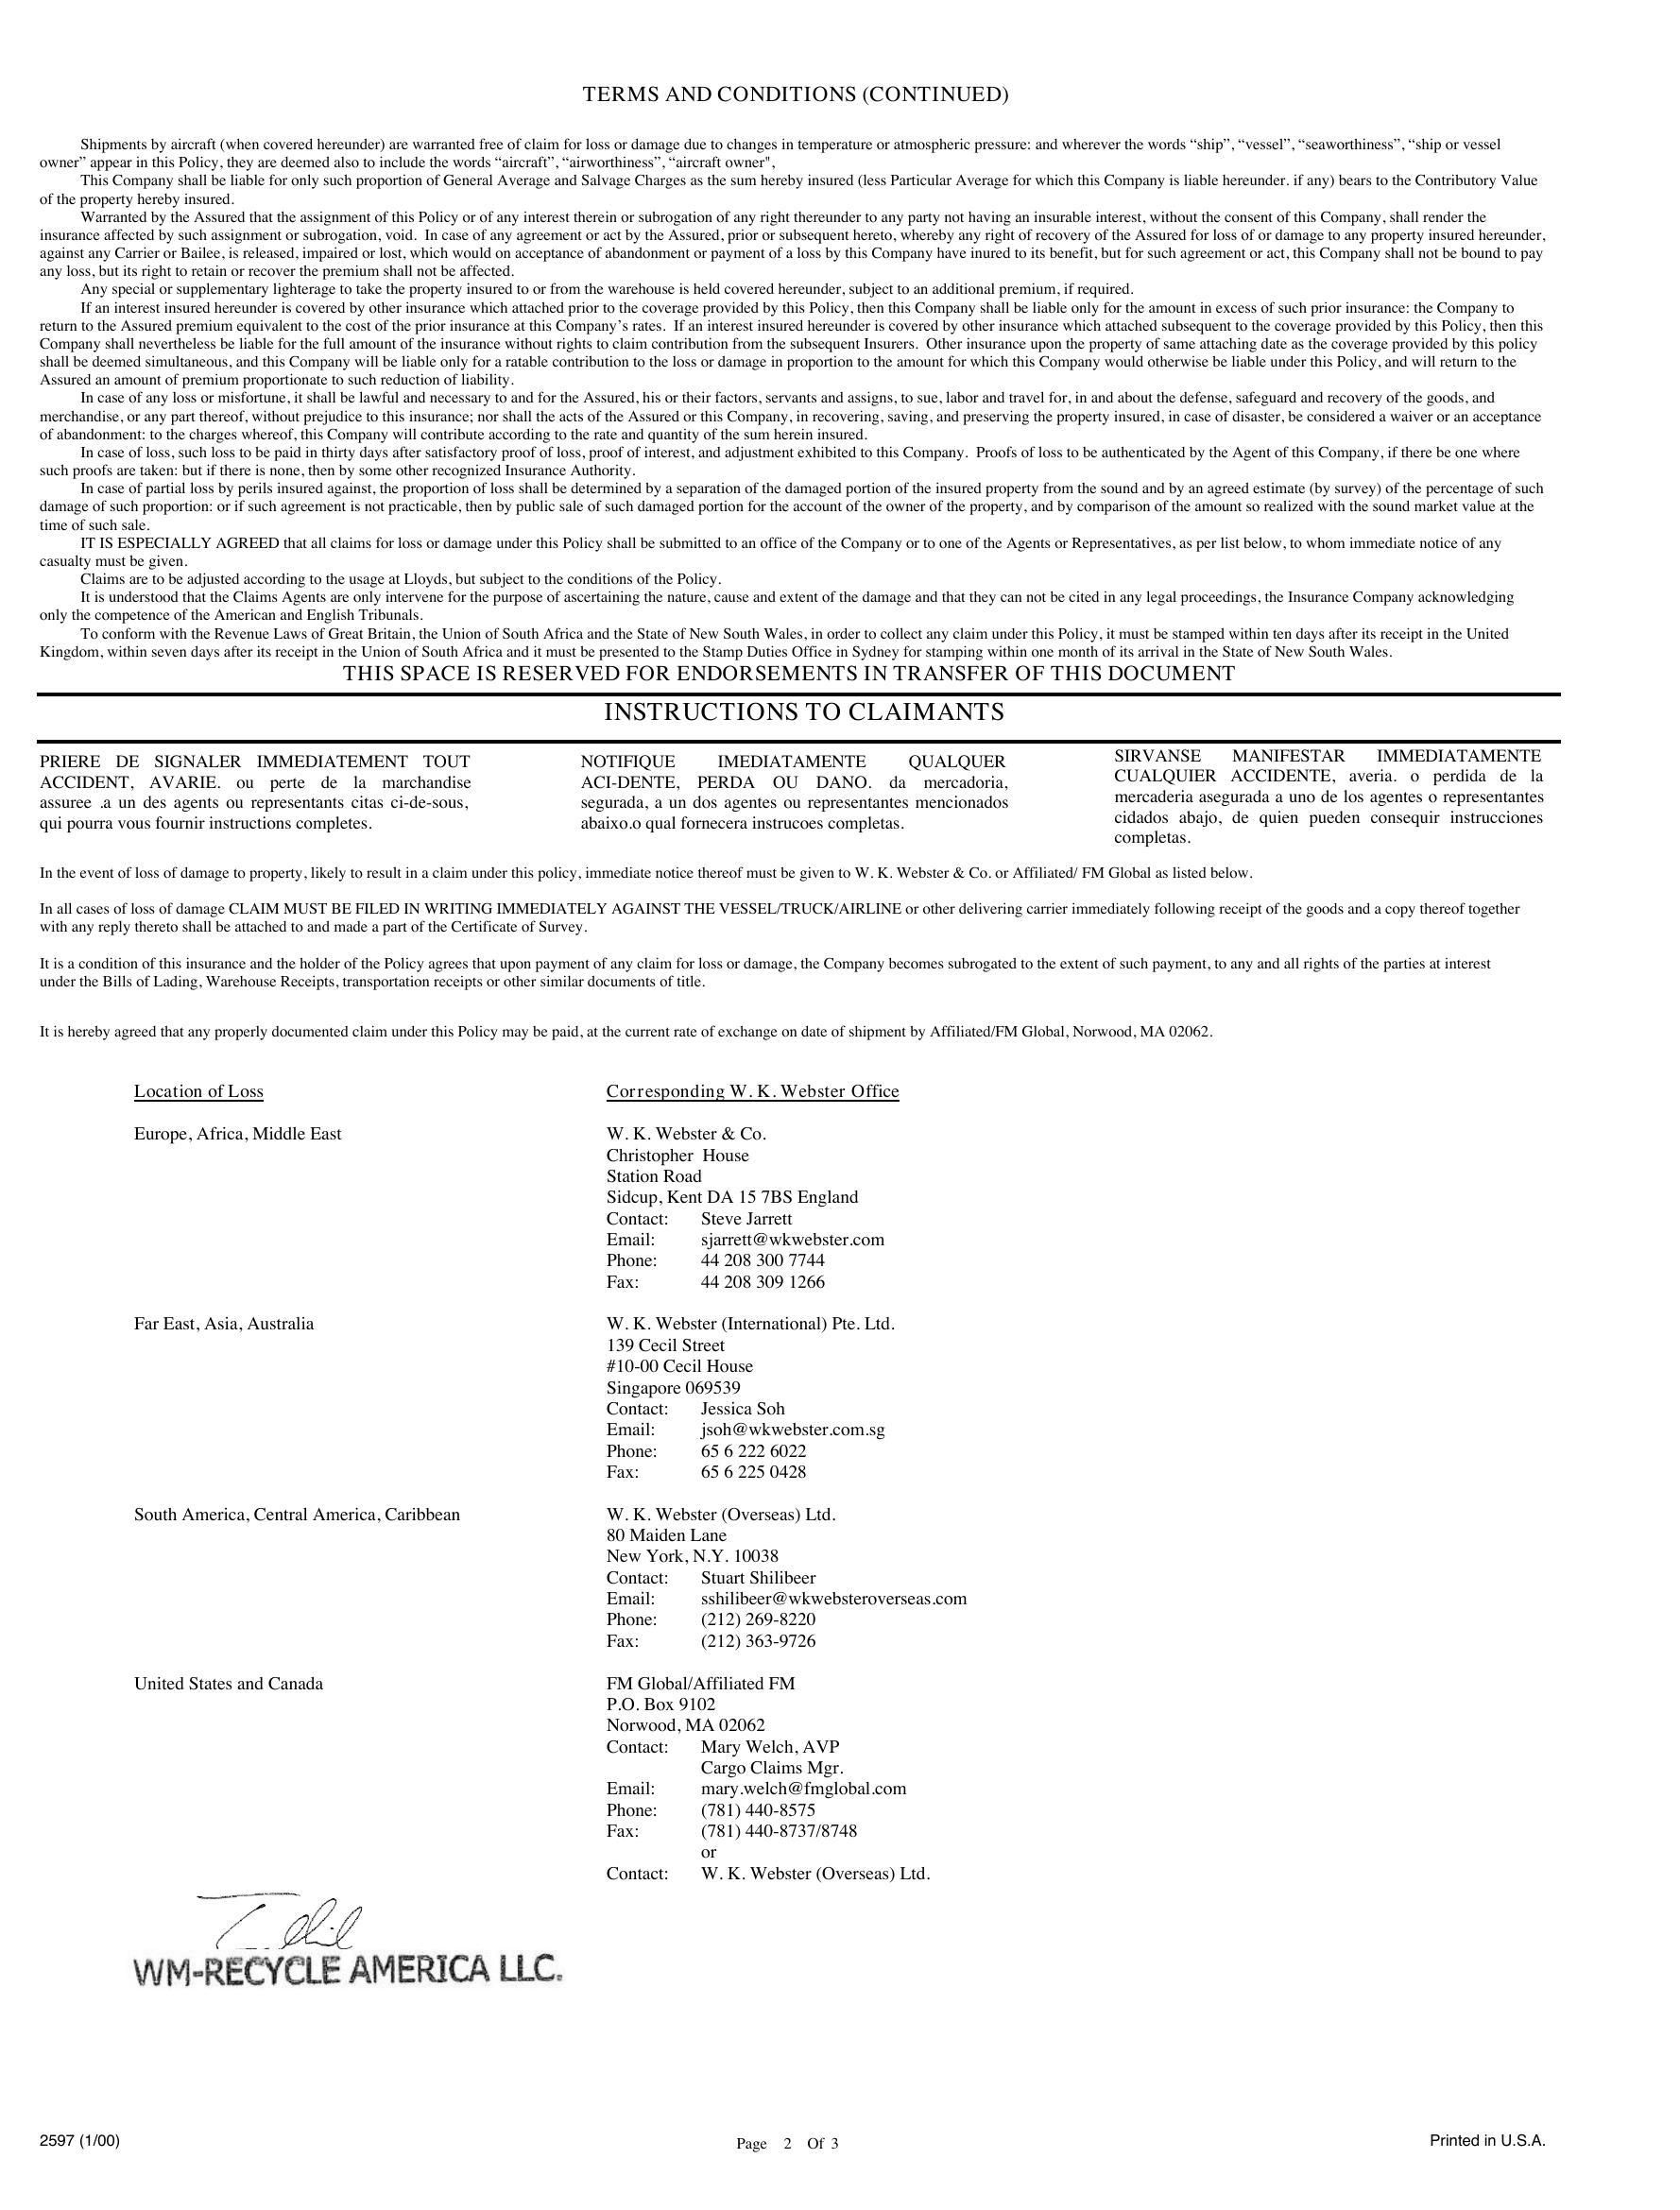 TERMS AND CONDITIONS (CONTINUED)
Shipments by aircraft (when covered hereunder) are warranted free of claim for loss or damage due to changes in temperature or atmospheric pressure: and wherever the words “ship”, “vessel”, “seaworthiness”, “ship or vessel
owner” appear in this Policy, they are deemed also to include the words “aircraft”, “airworthiness”, “aircraft owner",
This Company shall be liable for only such proportion of General Average and Salvage Charges as the sum hereby insured (less Particular Average for which this Company is liable hereunder. if any) bears to the Contributory Value
of the property hereby insured.
Warranted by the Assured that the assignment of this Policy or of any interest therein or subrogation of any right thereunder to any party not having an insurable interest, without the consent of this Company, shall render the
insurance affected by such assignment or subrogation, void. In case of any agreement or act by the Assured, prior or subsequent hereto, whereby any right of recovery of the Assured for loss of or damage to any property insured hereunder,
against any Carrier or Bailee, is released, impaired or lost, which would on acceptance of abandonment or payment of a loss by this Company have inured to its benefit, but for such agreement or act, this Company shall not be bound to pay
any loss, but its right to retain or recover the premium shall not be affected.
Any special or supplementary lighterage to take the property insured to or from the warehouse is held covered hereunder, subject to an additional premium, if required.
If an interest insured hereunder is covered by other insurance which attached prior to the coverage provided by this Policy, then this Company shall be liable only for the amount in excess of such prior insurance: the Company to
return to the Assured premium equivalent to the cost of the prior insurance at this Company’s rates. If an interest insured hereunder is covered by other insurance which attached subsequent to the coverage provided by this Policy, then this
Company shall nevertheless be liable for the full amount of the insurance without rights to claim contribution from the subsequent Insurers. Other insurance upon the property of same attaching date as the coverage provided by this policy
shall be deemed simultaneous, and this Company will be liable only for a ratable contribution to the loss or damage in proportion to the amount for which this Company would otherwise be liable under this Policy, and will return to the
Assured an amount of premium proportionate to such reduction of liability.
In case of any loss or misfortune, it shall be lawful and necessary to and for the Assured, his or their factors, servants and assigns, to sue, labor and travel for, in and about the defense, safeguard and recovery of the goods, and
merchandise, or any part thereof, without prejudice to this insurance; nor shall the acts of the Assured or this Company, in recovering, saving, and preserving the property insured, in case of disaster, be considered a waiver or an acceptance
of abandonment: to the charges whereof, this Company will contribute according to the rate and quantity of the sum herein insured.
In case of loss, such loss to be paid in thirty days after satisfactory proof of loss, proof of interest, and adjustment exhibited to this Company. Proofs of loss to be authenticated by the Agent of this Company, if there be one where
such proofs are taken: but if there is none, then by some other recognized Insurance Authority.
In case of partial loss by perils insured against, the proportion of loss shall be determined by a separation of the damaged portion of the insured property from the sound and by an agreed estimate (by survey) of the percentage of such
damage of such proportion: or if such agreement is not practicable, then by public sale of such damaged portion for the account of the owner of the property, and by comparison of the amount so realized with the sound market value at the
time of such sale.
IT IS ESPECIALLY AGREED that all claims for loss or damage under this Policy shall be submitted to an office of the Company or to one of the Agents or Representatives, as per list below, to whom immediate notice of any
casualty must be given.
Claims are to be adjusted according to the usage at Lloyds, but subject to the conditions of the Policy.
It is understood that the Claims Agents are only intervene for the purpose of ascertaining the nature, cause and extent of the damage and that they can not be cited in any legal proceedings, the Insurance Company acknowledging
only the competence of the American and English Tribunals.
To conform with the Revenue Laws of Great Britain, the Union of South Africa and the State of New South Wales, in order to collect any claim under this Policy, it must be stamped within ten days after its receipt in the United
Kingdom, within seven days after its receipt in the Union of South Africa and it must be presented to the Stamp Duties Office in Sydney for stamping within one month of its arrival in the State of New South Wales.
THIS SPACE IS RESERVED FOR ENDORSEMENTS IN TRANSFER OF THIS DOCUMENT
INSTRUCTIONS TO CLAIMANTS
PRIERE DE SIGNALER IMMEDIATEMENT TOUT
ACCIDENT, AVARIE. ou perte de la marchandise
assuree .a un des agents ou representants citas ci-de-sous,
qui pourra vous fournir instructions completes.
NOTIFIQUE IMEDIATAMENTE QUALQUER
ACI-DENTE, PERDA OU DANO. da mercadoria,
segurada, a un dos agentes ou representantes mencionados
abaixo.o qual fornecera instrucoes completas.
SIRVANSE MANIFESTAR IMMEDIATAMENTE
CUALQUIER ACCIDENTE, averia. o perdida de la
mercaderia asegurada a uno de los agentes o representantes
cidados abajo, de quien pueden consequir instrucciones
completas.
In the event of loss of damage to property, likely to result in a claim under this policy, immediate notice thereof must be given to W. K. Webster & Co. or Affiliated/ FM Global as listed below.
In all cases of loss of damage CLAIM MUST BE FILED IN WRITING IMMEDIATELY AGAINST THE VESSEL/TRUCK/AIRLINE or other delivering carrier immediately following receipt of the goods and a copy thereof together
with any reply thereto shall be attached to and made a part of the Certificate of Survey.
It is a condition of this insurance and the holder of the Policy agrees that upon payment of any claim for loss or damage, the Company becomes subrogated to the extent of such payment, to any and all rights of the parties at interest
under the Bills of Lading, Warehouse Receipts, transportation receipts or other similar documents of title.
It is hereby agreed that any properly documented claim under this Policy may be paid, at the current rate of exchange on date of shipment by Affiliated/FM Global, Norwood, MA 02062.
Location of Loss
Corresponding W. K. Webster Office
Europe, Africa, Middle East
W. K. Webster & Co.
Christopher House
Station Road
Sidcup, Kent DA 15 7BS England
Contact: Steve Jarrett
Email: sjarrett@wkwebster.com
Phone: 44 208 300 7744
Fax: 44 208 309 1266
Far East, Asia, Australia
W. K. Webster (International) Pte. Ltd.
139 Cecil Street
#10-00 Cecil House
Singapore 069539
Contact: Jessica Soh
Email: jsoh@wkwebster.com.sg
Phone: 65 6 222 6022
Fax: 65 6 225 0428
South America, Central America, Caribbean
W. K. Webster (Overseas) Ltd.
80 Maiden Lane
New York, N.Y. 10038
Contact: Stuart Shilibeer
Email: sshilibeer@wkwebsteroverseas.com
Phone: (212) 269-8220
Fax: (212) 363-9726
United States and Canada
FM Global/Affiliated FM
P.O. Box 9102
Norwood, MA 02062
Contact: Mary Welch, AVP
Cargo Claims Mgr.
Email: mary.welch@fmglobal.com
Phone: (781) 440-8575
Fax: (781) 440-8737/8748
or
Contact: W. K. Webster (Overseas) Ltd.
WM-RECYCLE AMERICA LLC.
2597 (1/00)
Page 2 Of 3
Printed in U.S.A.